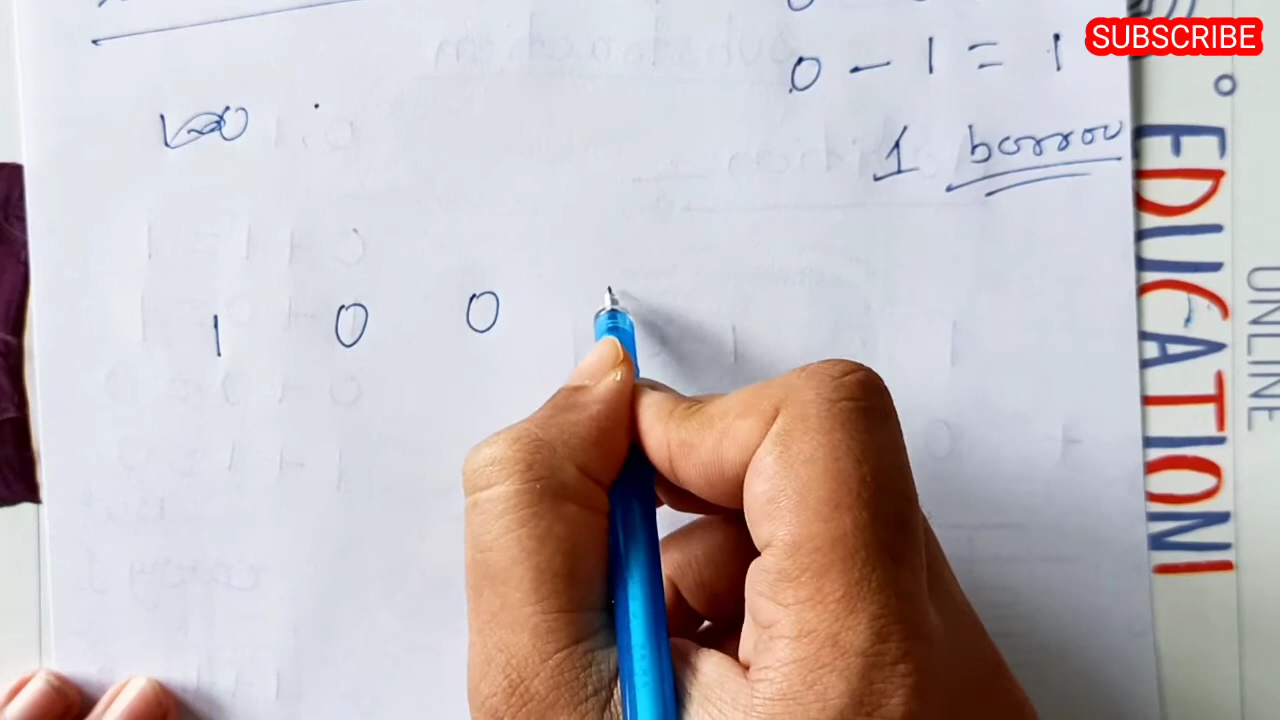 SUBSCRIBE
0 - 1 = 1
1 borrow
1 0 0
EDUCATION
ONLINE